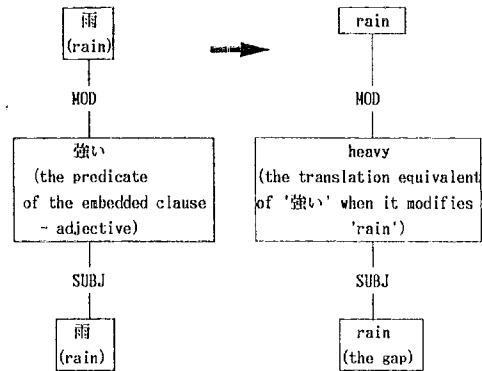 雨
(rain)
MOD
強い
(the predicate
of the embedded clause
- adjective)
SUBJ
雨
(rain)
rain
MOD
heavy
(the translation equivalent
of '強い' when it modifies
'rain')
SUBJ
rain
(the gap)